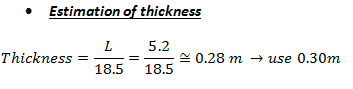 • Estimation of thickness
Thickness = L/18.5 = 5.2/18.5 ≅ 0.28 m → use 0.30m